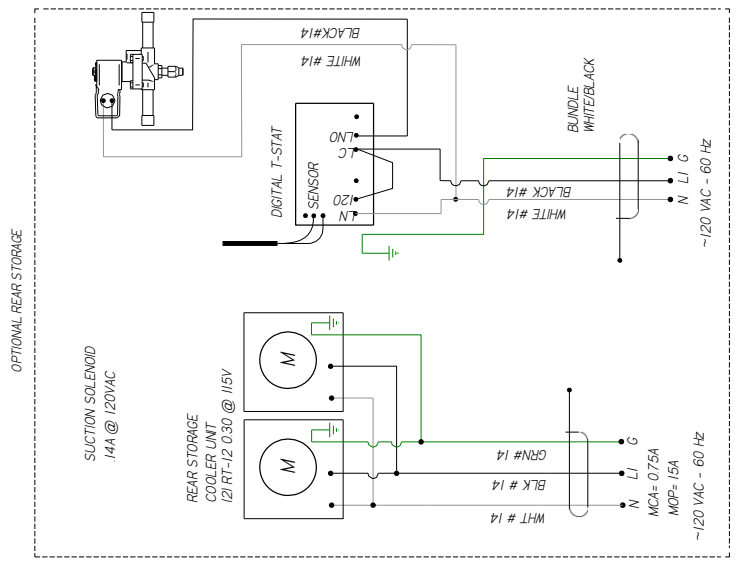 OPTIONAL REAR STORAGE
SUCTION SOLENOID
.14A @ 120VAC
BLACK#14
WHITE #14
DIGITAL T-STAT
SENSOR
LNO
LC
120
LN
BUNDLE
WHITE/BLACK
BLACK #14
WHITE #14
G
L1
N
~120 VAC - 60 Hz
REAR STORAGE
COOLER UNIT
(2) RT-12 0.30 @ 115V
M
M
GRN# 14
BLK # 14
WHT # 14
G
L1
N
MCA= 0.75A
MOP= 15A
~120 VAC - 60 Hz